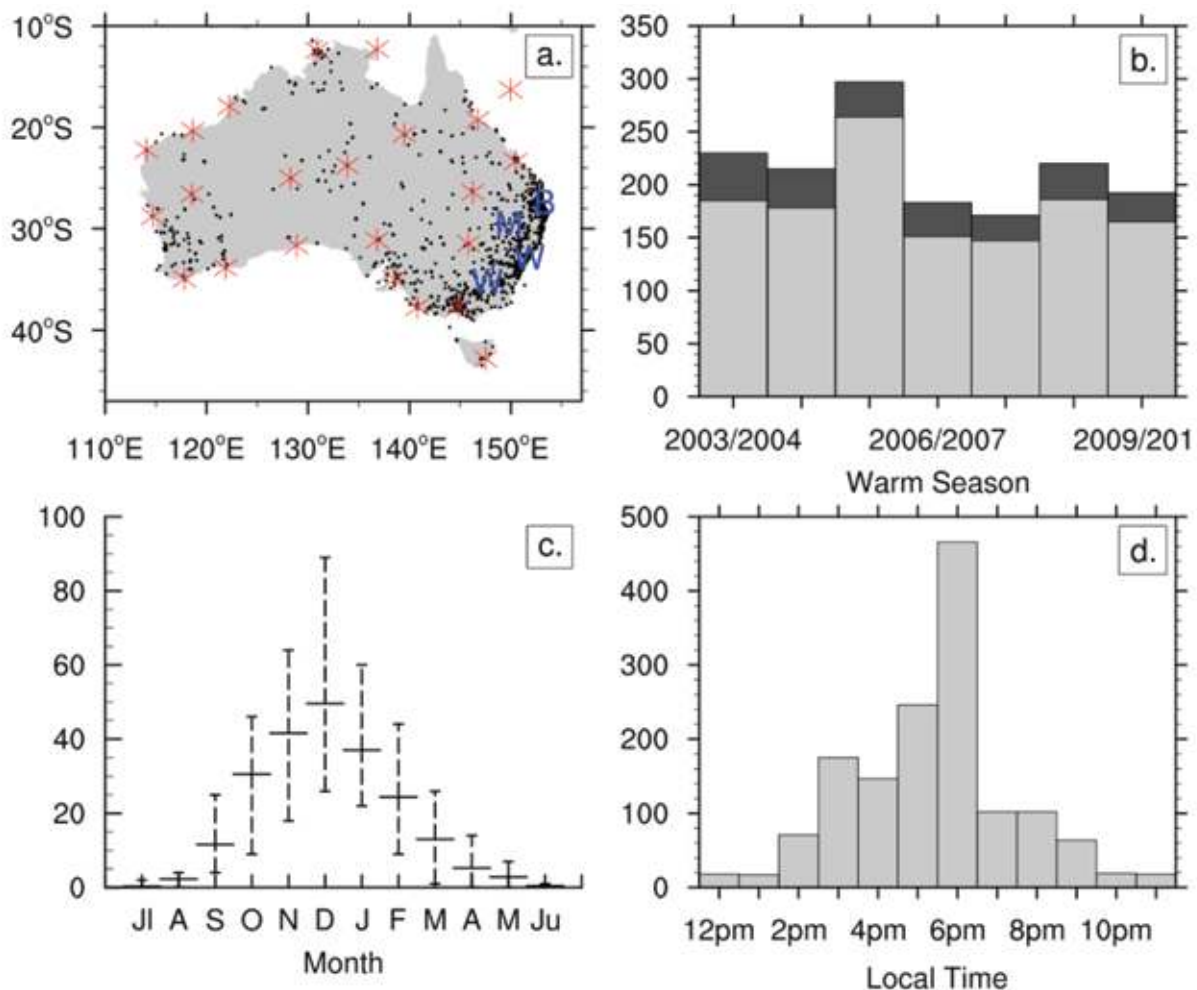 10°S
20°S
30°S
40°S
110°E 120°E 130°E 140°E 150°E
a.
B
M
W
W
350
300
250
200
150
100
50
0
b.
2003/2004 2006/2007 2009/201
Warm Season
100
80
60
40
20
0
c.
Jl A S O N D J F M A M Ju
Month
500
400
300
200
100
0
d.
12pm 2pm 4pm 6pm 8pm 10pm
Local Time